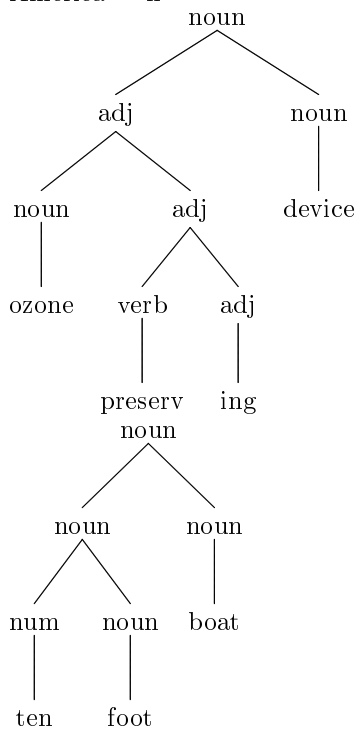 noun
adj noun
noun adj device
ozone verb adj
preserv ing
noun
noun noun
num noun boat
ten foot